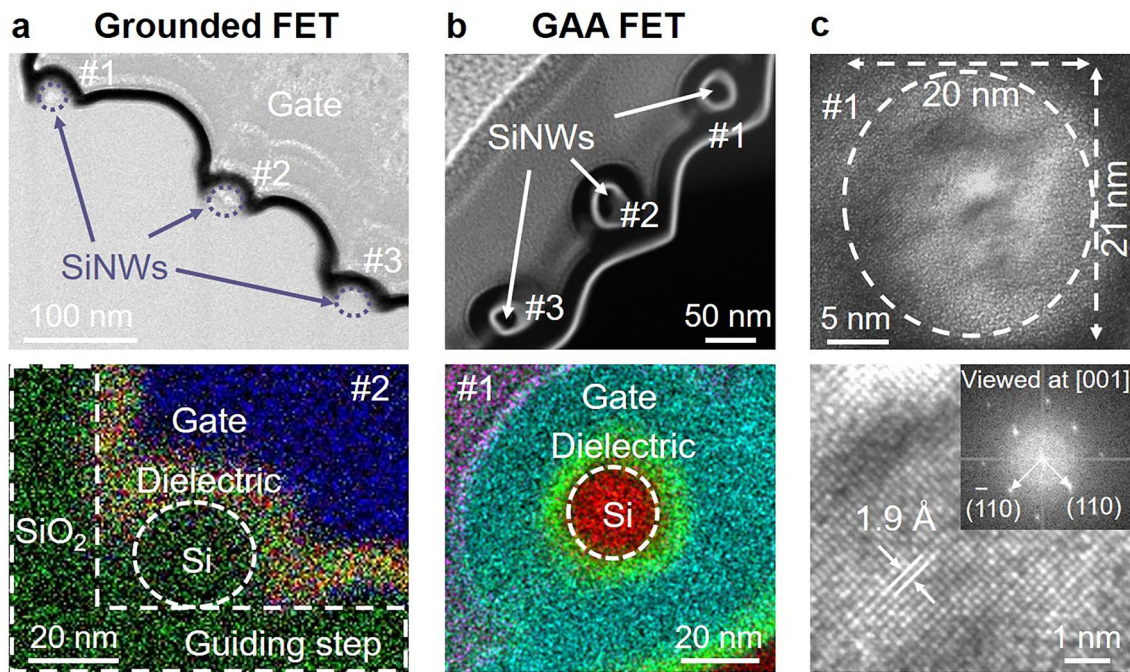 a Grounded FET
#1
Gate
#2
SiNWs
#3
100 nm
#2
Gate
Dielectric
SiO2
Si
20 nm
Guiding step
b GAA FET
SiNWs
#1
#2
#3
50 nm
#1
Gate
Dielectric
Si
20 nm
c
#1
20 nm
21 nm
5 nm
Viewed at [001]
(1̄10)
(110)
1.9 Å
1 nm